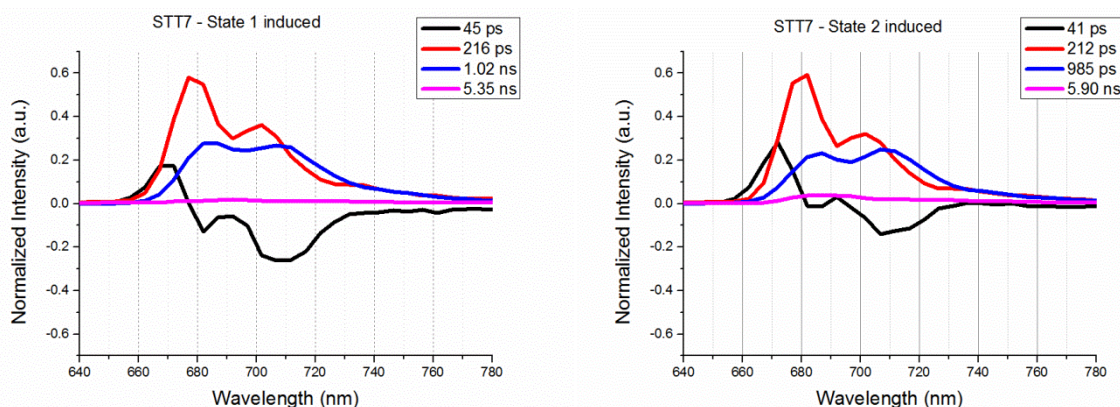 STT7 - State 1 induced
45 ps
216 ps
1.02 ns
5.35 ns
Normalized Intensity (a.u.)
0.6
0.4
0.2
0.0
-0.2
-0.4
-0.6
640 660 680 700 720 740 760 780
Wavelength (nm)
STT7 - State 2 induced
41 ps
212 ps
985 ps
5.90 ns
Normalized Intensity (a.u.)
0.6
0.4
0.2
0.0
-0.2
-0.4
-0.6
640 660 680 700 720 740 760 780
Wavelength (nm)